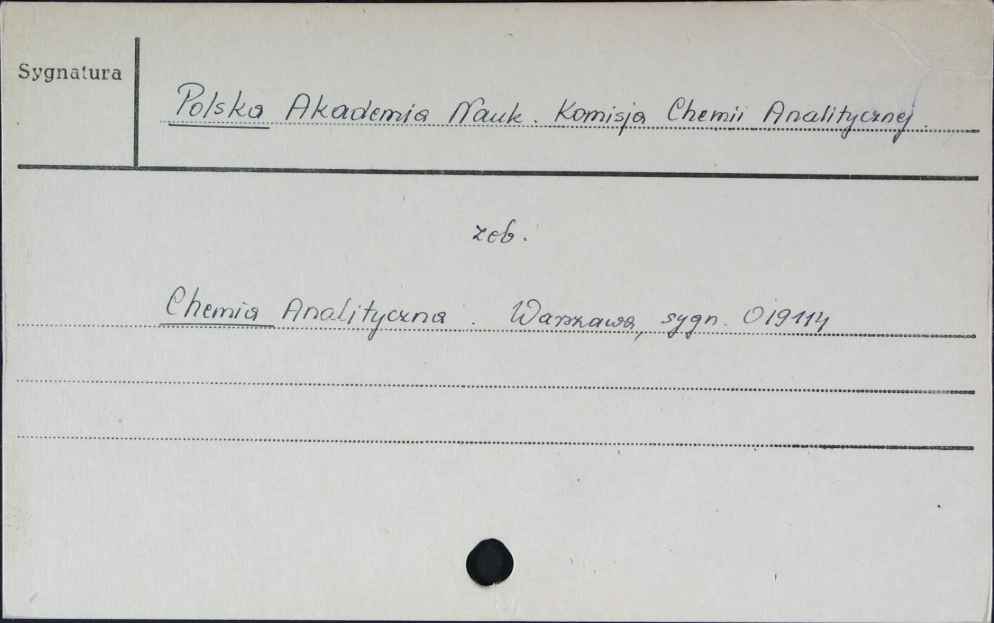 Sygnatura
Polska Akademia Nauk. Komisja Chemii Analitycznej.
zob.
Chemia Analityczna. Warszawa, sygn. 019114